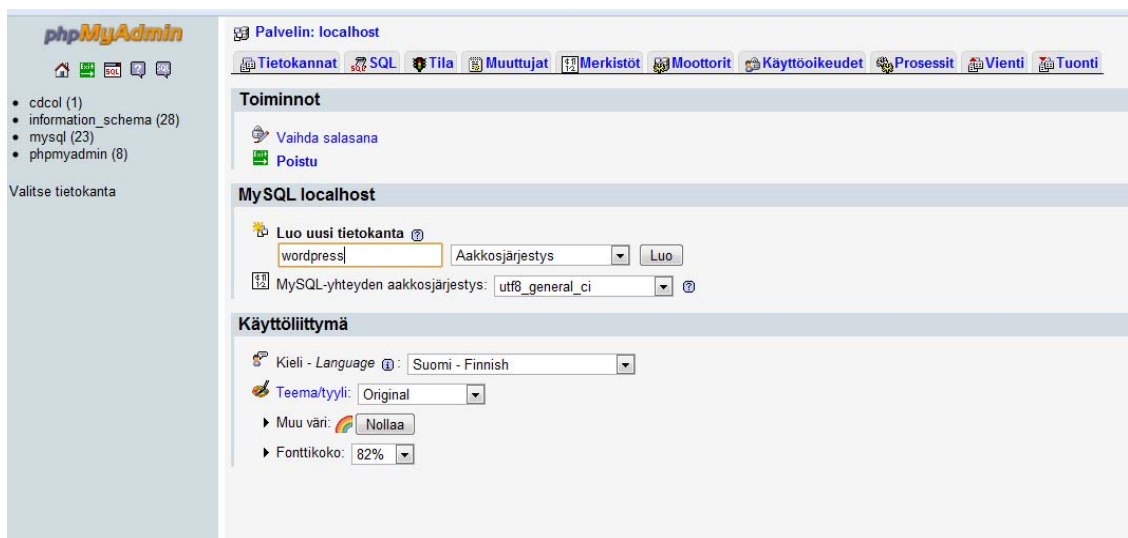 phpMyAdmin
cdcol (1)
information_schema (28)
mysql (23)
phpmyadmin (8)
Valitse tietokanta
Palvelin: localhost
Tietokannat SQL Tila Muuttujat Merkistöt Moottorit Käyttöoikeudet Prosessit Vienti Tuonti
Toiminnot
Vaihda salasana
Poistu
MySQL localhost
Luo uusi tietokanta
wordpress Aakkosjärjestys Luo
MySQL-yhteyden aakkosjärjestys: utf8_general_ci
Käyttöliittymä
Kieli - Language : Suomi - Finnish
Teema/tyyli: Original
Muu väri: Nollaa
Fonttikoko: 82%